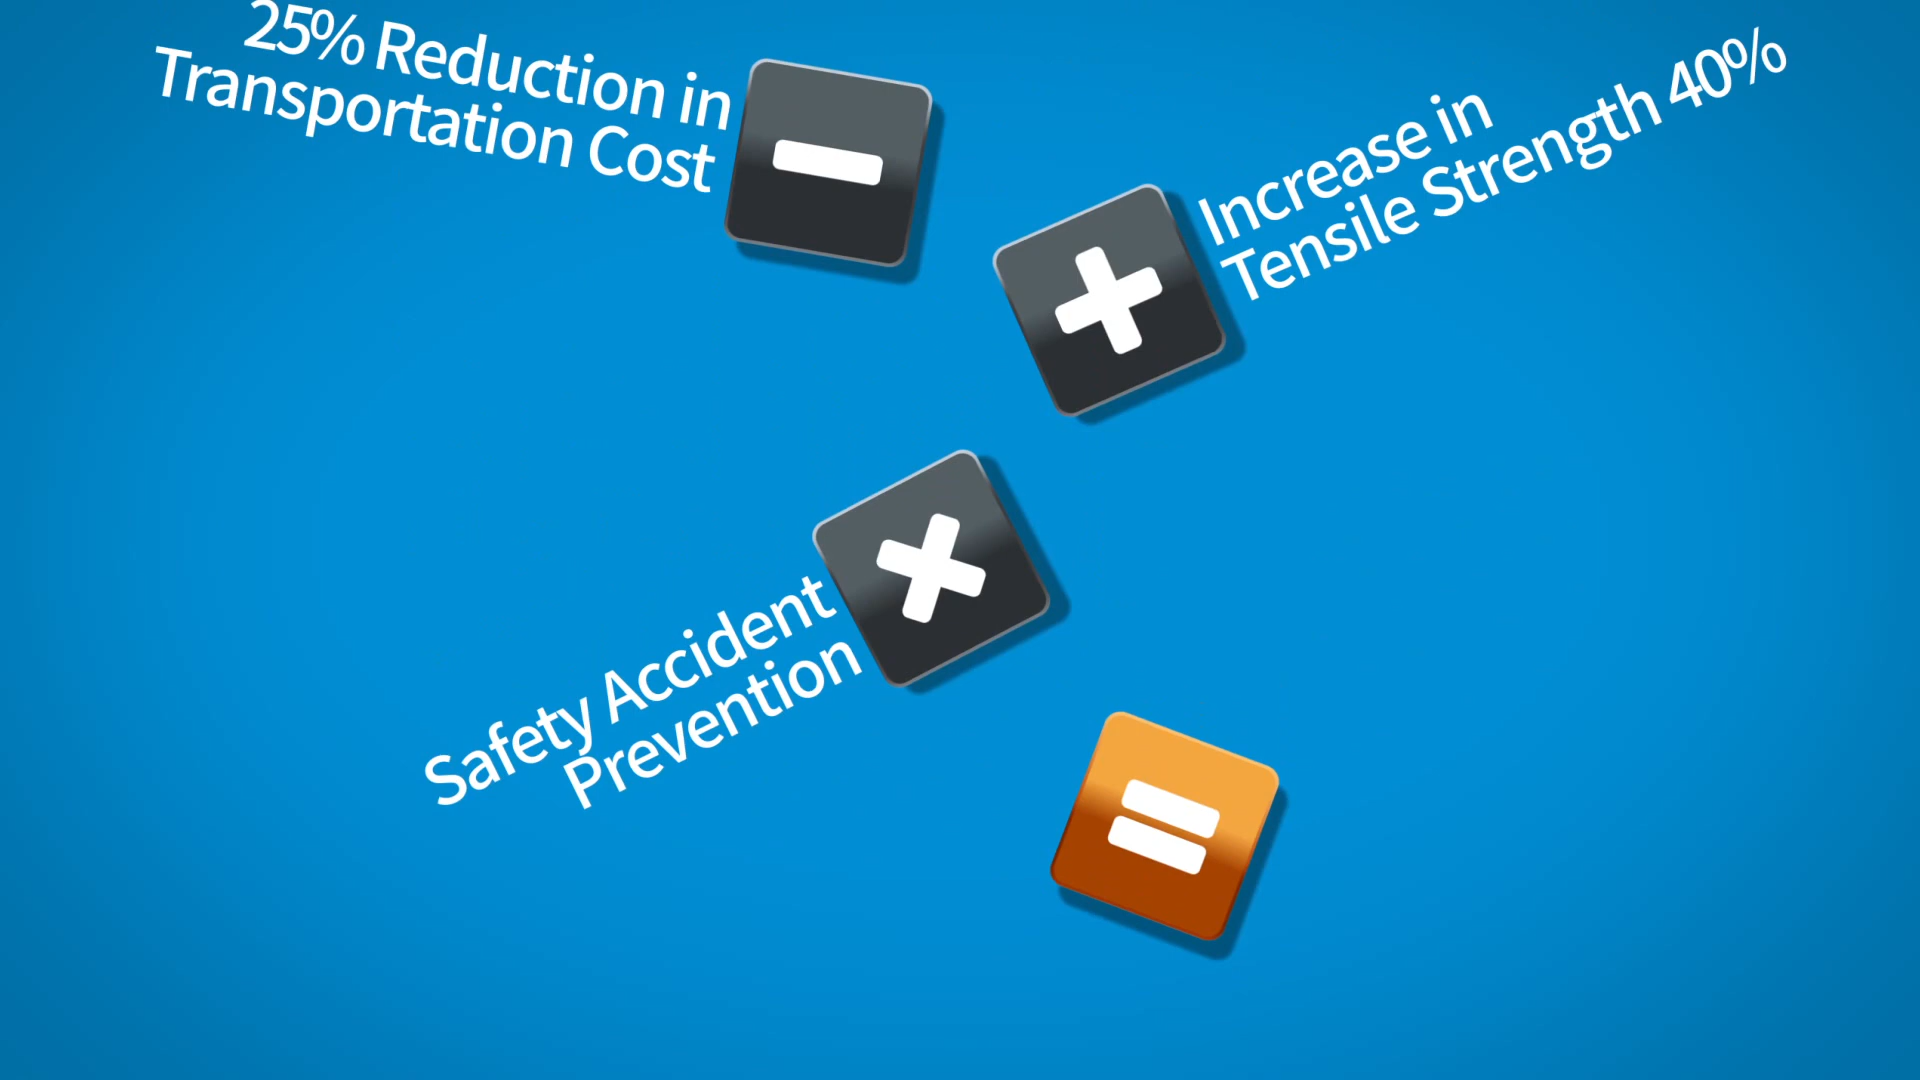 25% Reduction in
Transportation Cost
Increase in
Tensile Strength 40%
Safety Accident
Prevention